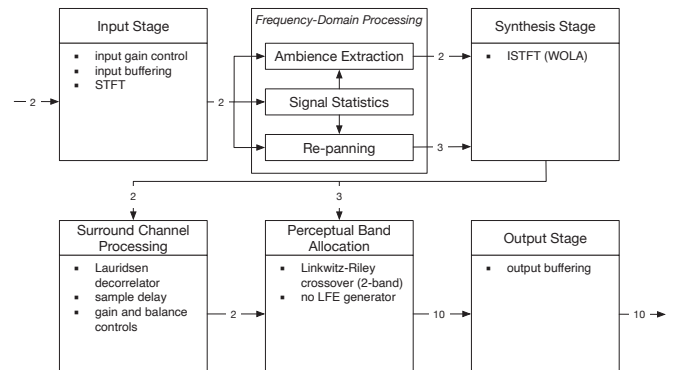 Input Stage
▪ input gain control
▪ input buffering
▪ STFT
2
2
Frequency-Domain Processing
Ambience Extraction
Signal Statistics
Re-panning
2
3
Synthesis Stage
▪ ISTFT (WOLA)
2
3
Surround Channel
Processing
▪ Lauridsen
decorrelator
▪ sample delay
▪ gain and balance
controls
2
Perceptual Band
Allocation
▪ Linkwitz-Riley
crossover (2-band)
▪ no LFE generator
10
Output Stage
▪ output buffering
10